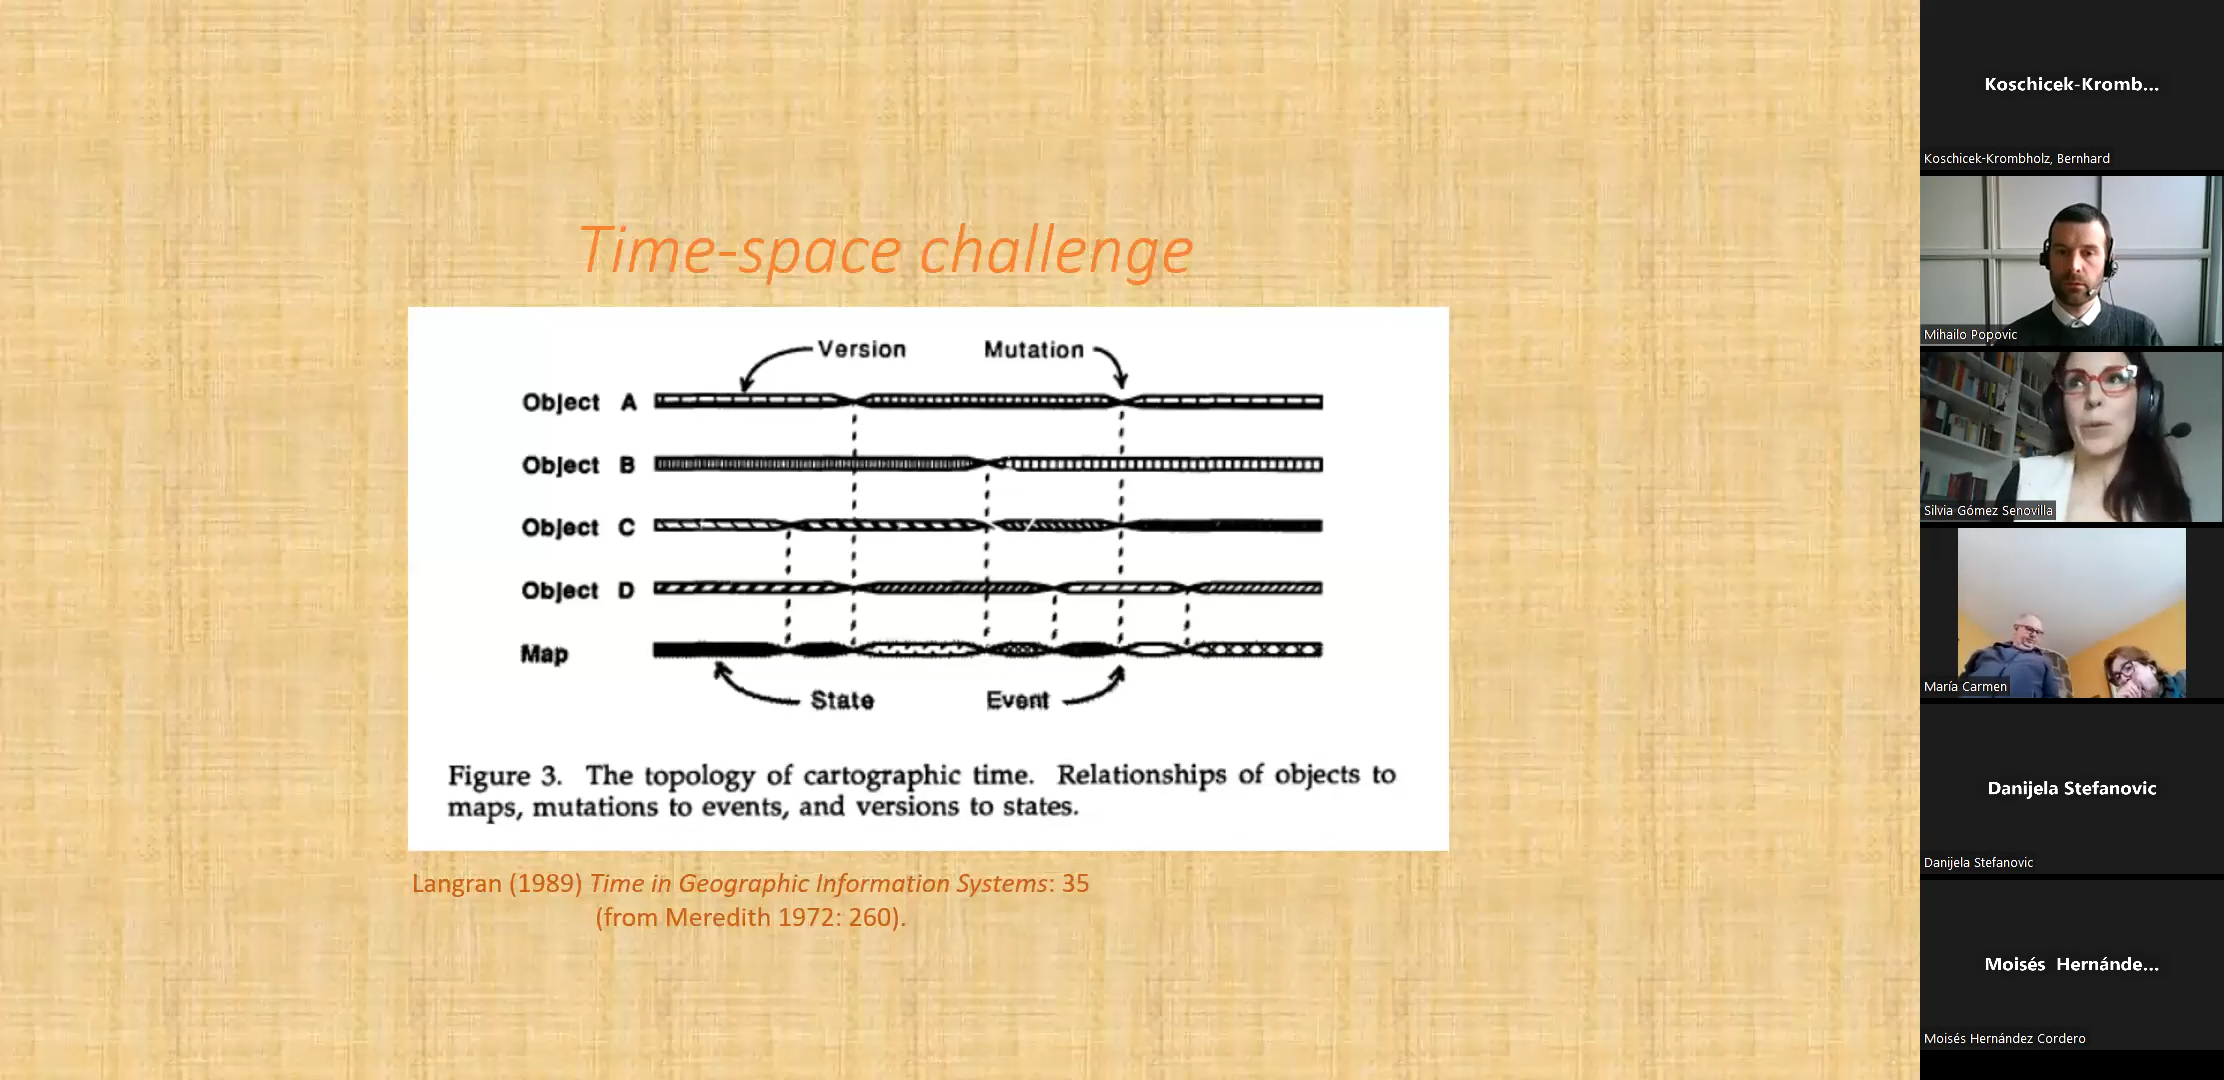 Time-space challenge
Version Mutation
Object A
Object B
Object C
Object D
Map
State Event
Figure 3. The topology of cartographic time. Relationships of objects to
maps, mutations to events, and versions to states.
Langran (1989) Time in Geographic Information Systems: 35
(from Meredith 1972: 260).
Koschicek-Kromb...
Koschicek-Krombholz, Bernhard
Mihailo Popovic
Silvia Gómez Senovilla
María Carmen
Danijela Stefanovic
Danijela Stefanovic
Moisés Hernánde...
Moisés Hernández Cordero